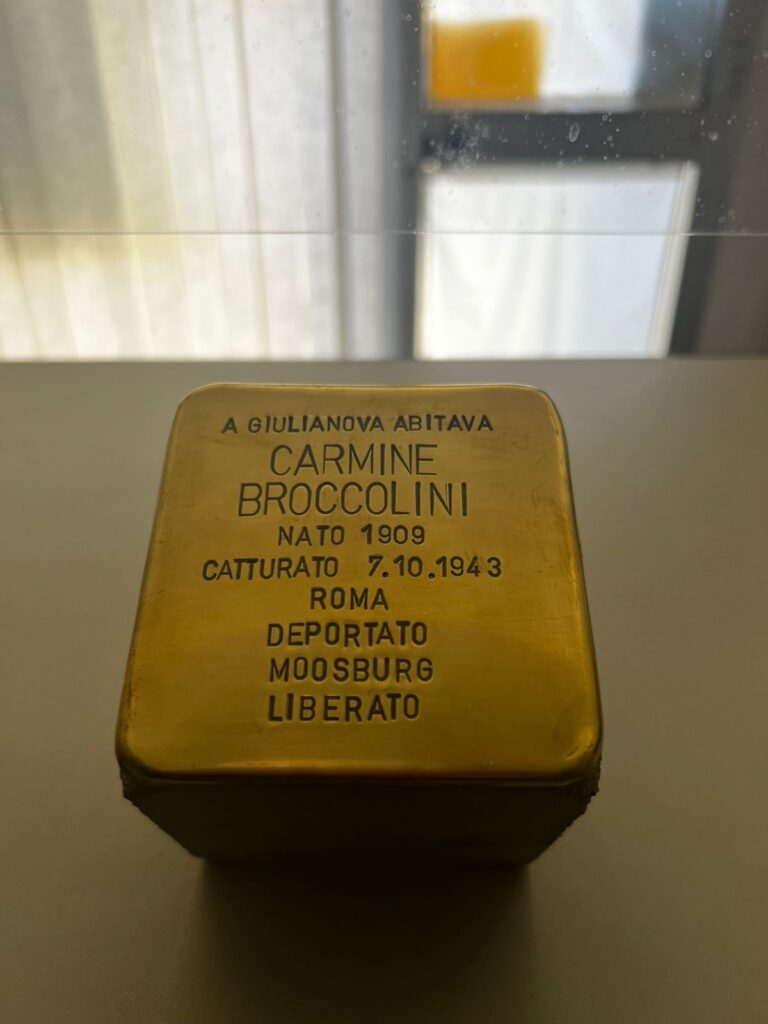 A GIULIANOVA ABITAVA
CARMINE
BROCCOLINI
NATO 1909
CATTURATO 7.10.1943
ROMA
DEPORTATO
MOOSBURG
LIBERATO